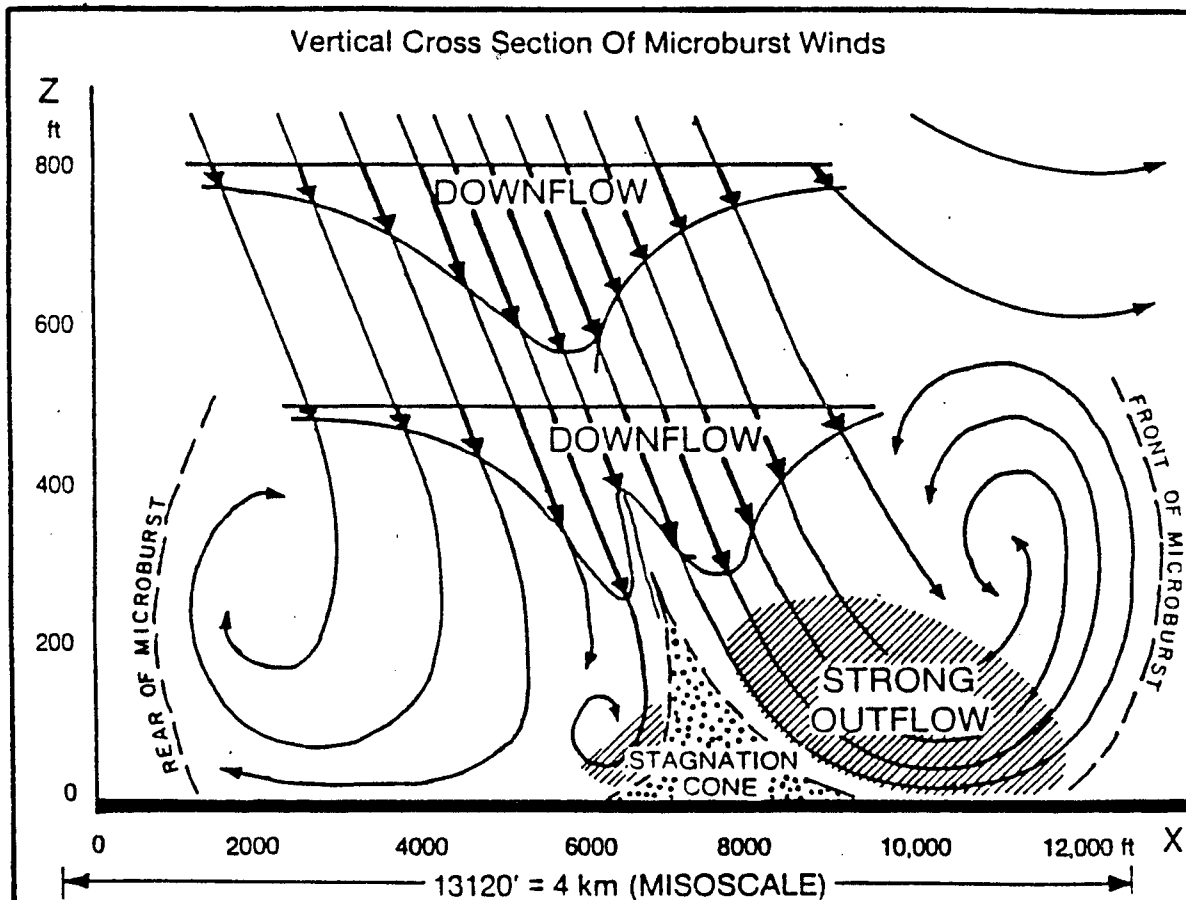 Vertical Cross Section Of Microburst Winds
Z
ft
800
DOWNFLOW
600
DOWNFLOW
400
REAR OF MICROBURST
FRONT OF MICROBURST
200
STRONG
OUTFLOW
STAGNATION
CONE
0
0 2000 4000 6000 8000 10,000 12,000 ft X
13120' = 4 km (MISOSCALE)